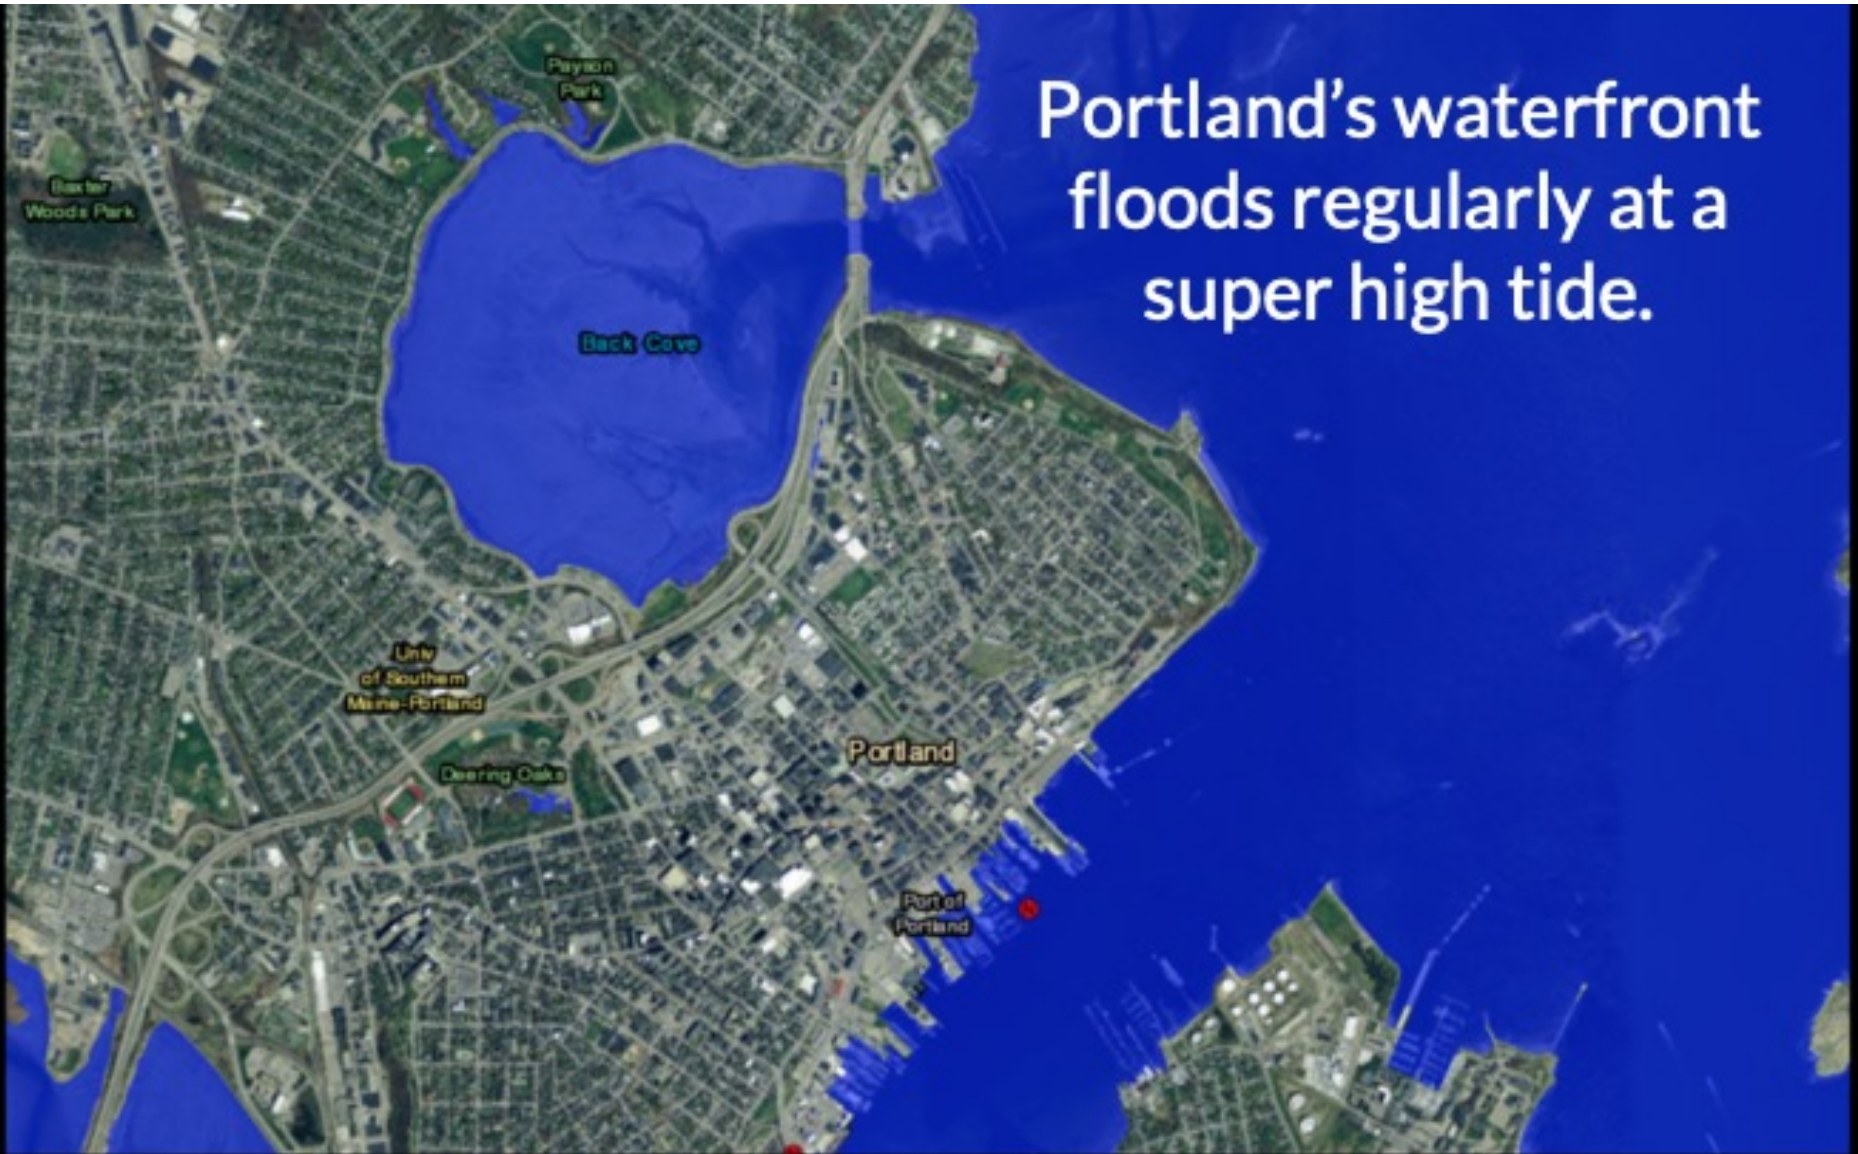 Portland's waterfront
floods regularly at a
super high tide.
Payson
Park
Baxter
Woods Park
Back Cove
Univ
of Southern
Maine-Portland
Portland
Deering Oaks
Port of
Portland